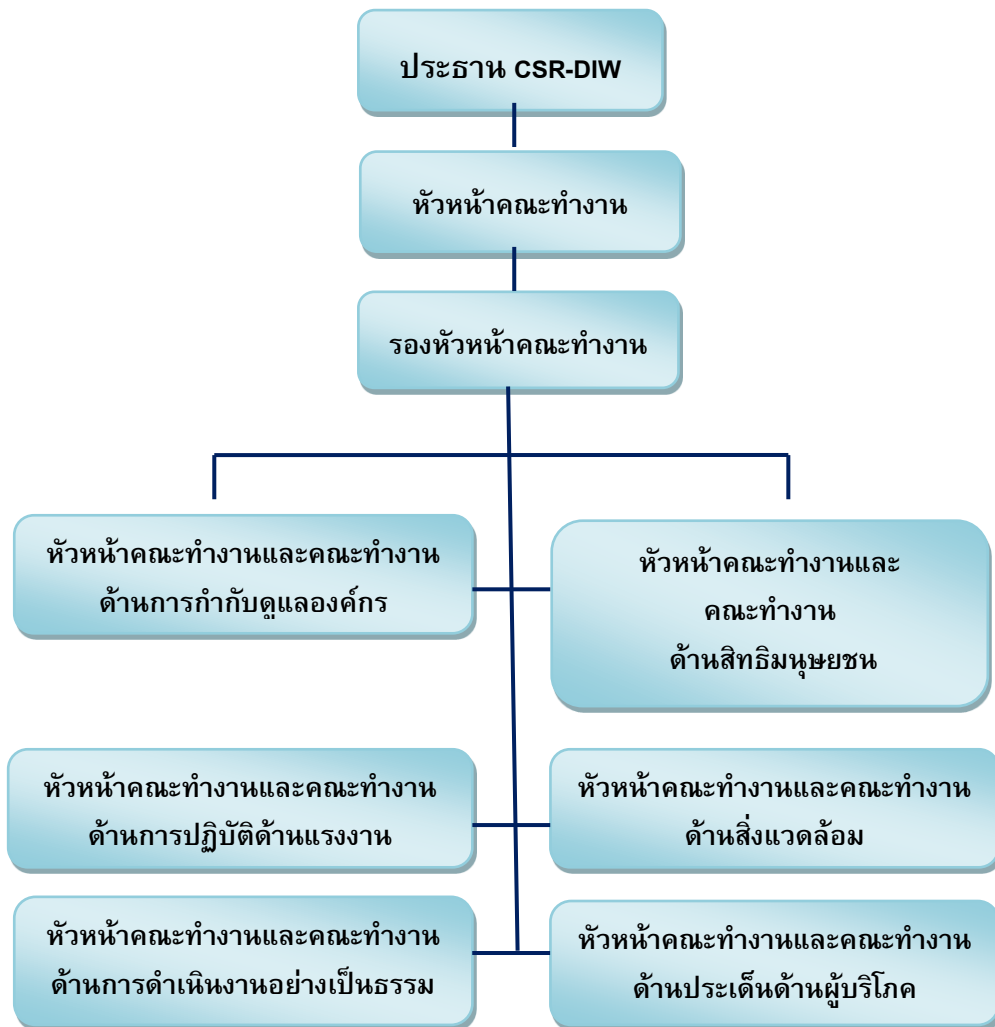 ประธาน CSR-DIW
หัวหน้าคณะทำงาน
รองหัวหน้าคณะทำงาน
หัวหน้าคณะทำงานและคณะทำงาน
ด้านการกำกับดูแลองค์กร
หัวหน้าคณะทำงานและ
คณะทำงาน
ด้านสิทธิมนุษยชน
หัวหน้าคณะทำงานและคณะทำงาน
ด้านการปฏิบัติด้านแรงงาน
หัวหน้าคณะทำงานและคณะทำงาน
ด้านสิ่งแวดล้อม
หัวหน้าคณะทำงานและคณะทำงาน
ด้านการดำเนินงานอย่างเป็นธรรม
หัวหน้าคณะทำงานและคณะทำงาน
ด้านประเด็นด้านผู้บริโภค